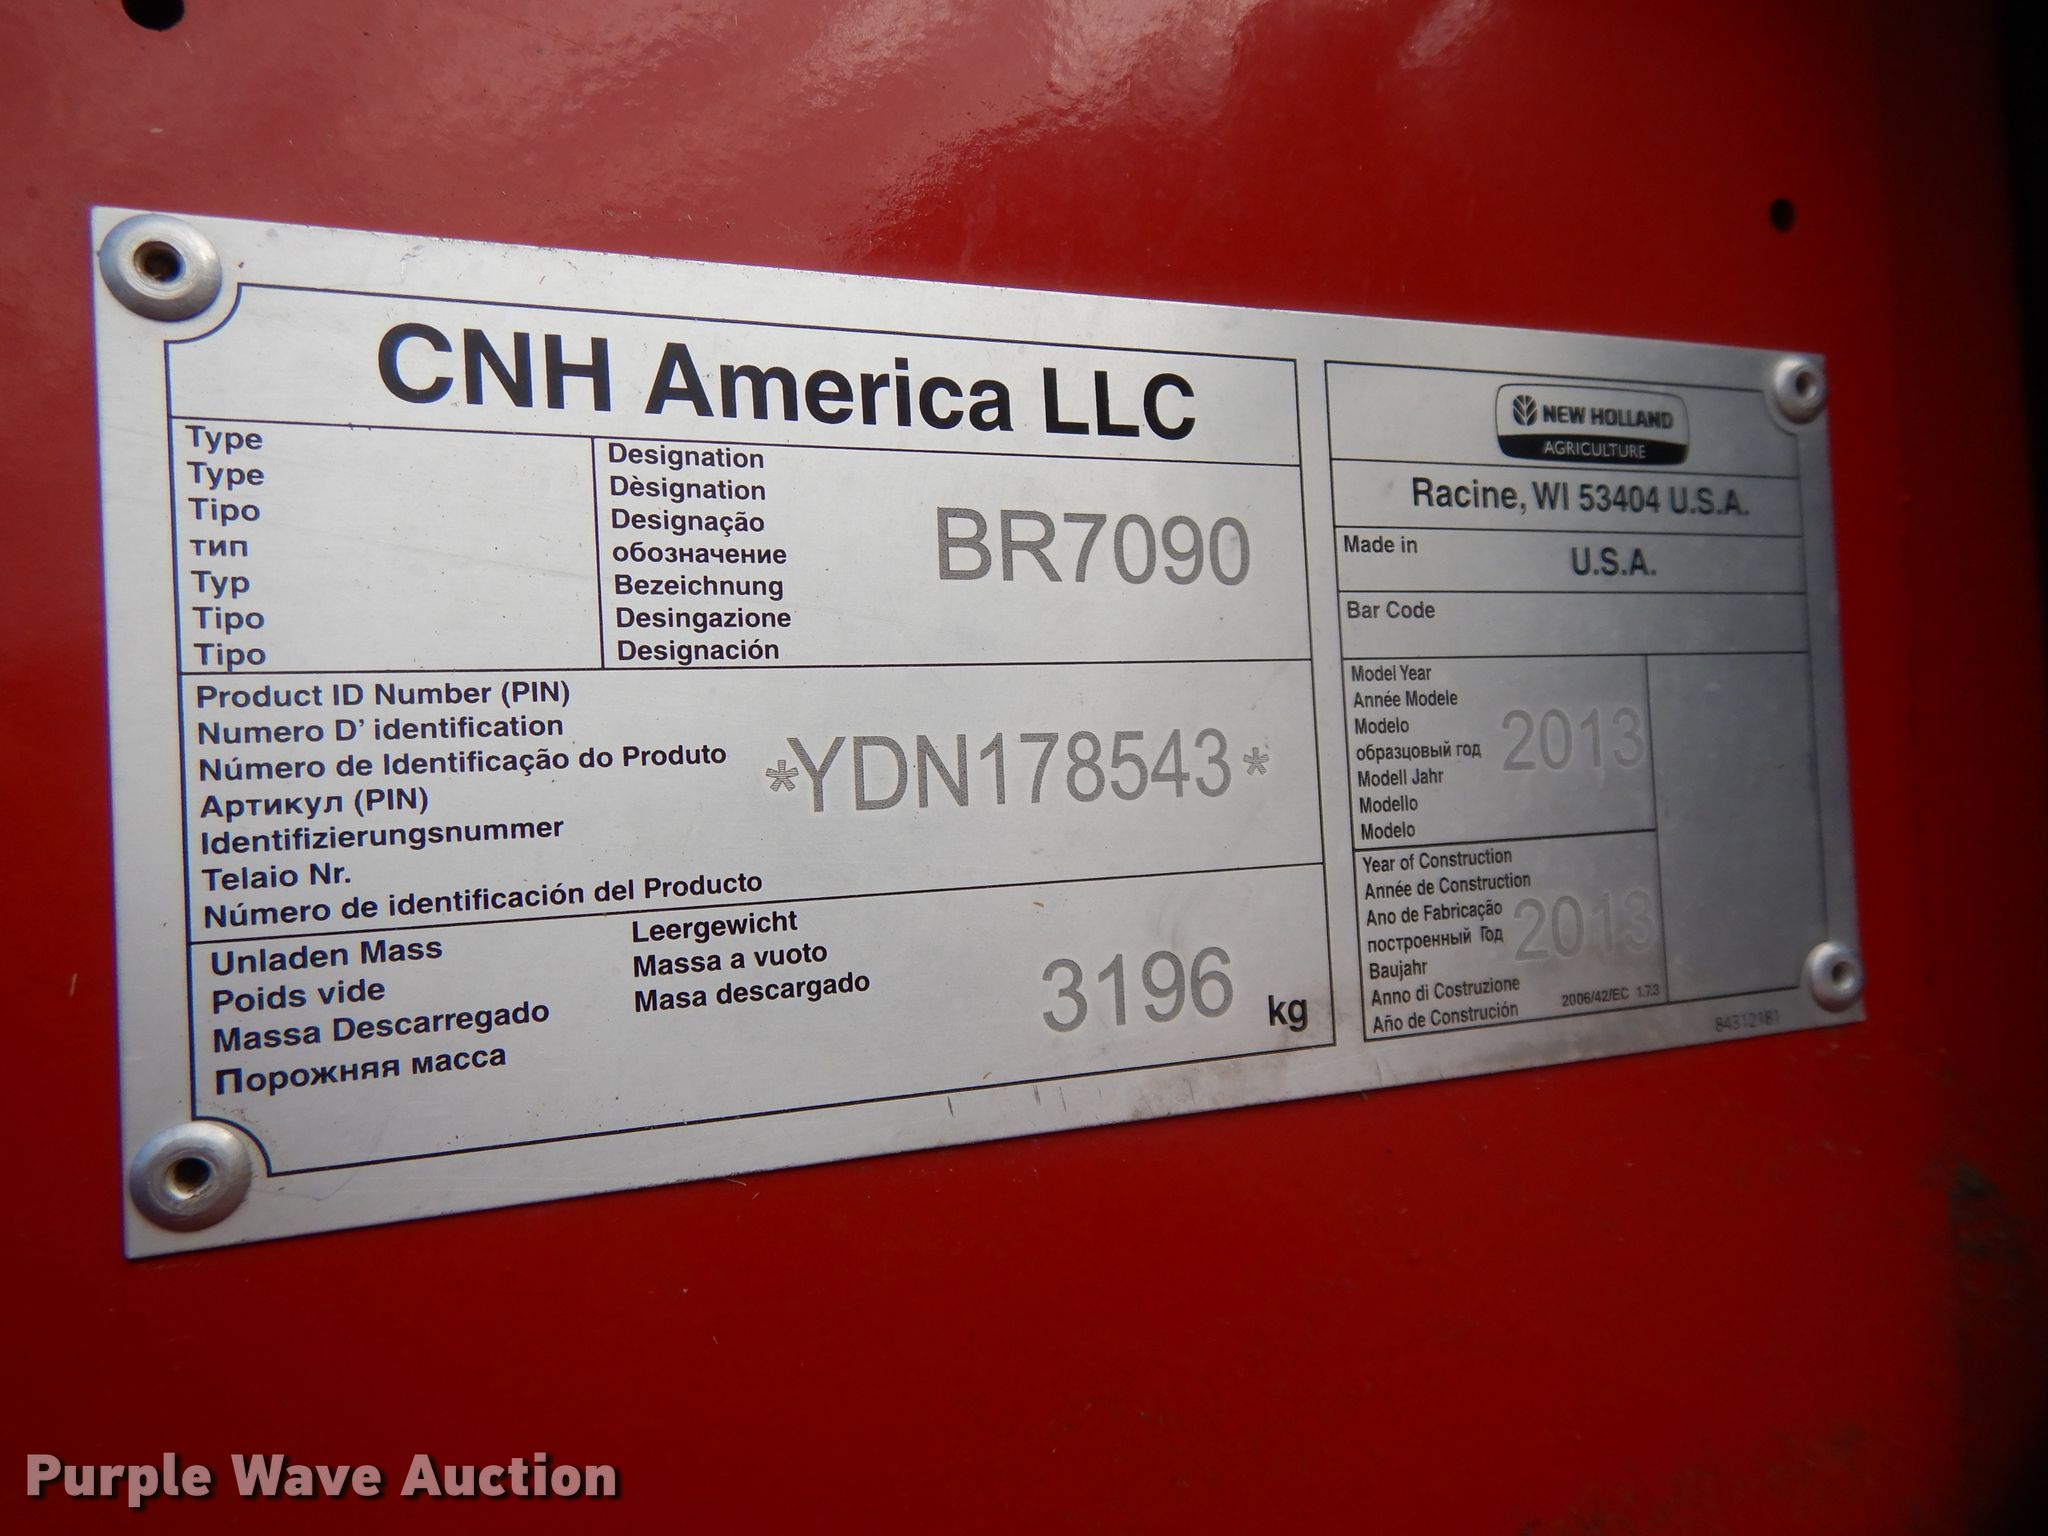 CNH America LLC
Type
Type
Tipo
тип
Typ
Tipo
Tipo
Designation
Dèsignation
Designação
обозначение
Bezeichnung
Desingazione
Designación
BR7090
Product ID Number (PIN)
Numero D' identification
Número de Identificação do Produto
Артикул (PIN)
Identifizierungsnummer
Telaio Nr.
Número de identificación del Producto
*YDN178543*
Unladen Mass
Poids vide
Massa Descarregado
Порожняя масса
Leergewicht
Massa a vuoto
Masa descargado
3196 kg
NEW HOLLAND
AGRICULTURE
Racine, WI 53404 U.S.A.
Made in
U.S.A.
Bar Code
Model Year
Année Modele
Modelo
образцовый год
Modell Jahr
Modello
Modelo
2013
Year of Construction
Année de Construction
Ano de Fabricação
построенный Год
Baujahr
Anno di Costruzione
Año de Construción
2013
2006/42/EC 1.7.3
84312181
Purple Wave Auction